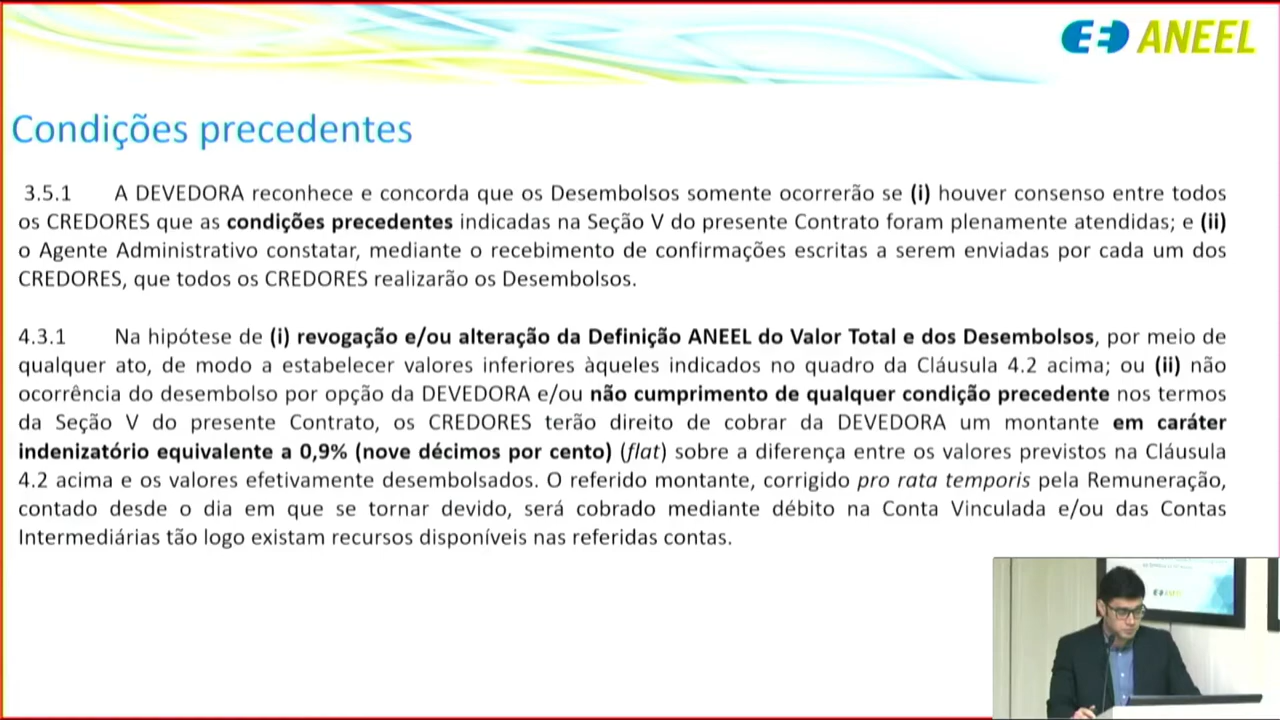 ANEEL
Condições precedentes
3.5.1 A DEVEDORA reconhece e concorda que os Desembolsos somente ocorrerão se (i) houver consenso entre todos
os CREDORES que as condições precedentes indicadas na Seção V do presente Contrato foram plenamente atendidas; e (ii)
o Agente Administrativo constatar, mediante o recebimento de confirmações escritas a serem enviadas por cada um dos
CREDORES, que todos os CREDORES realizarão os Desembolsos.
4.3.1 Na hipótese de (i) revogação e/ou alteração da Definição ANEEL do Valor Total e dos Desembolsos, por meio de
qualquer ato, de modo a estabelecer valores inferiores àqueles indicados no quadro da Cláusula 4.2 acima; ou (ii) não
ocorrência do desembolso por opção da DEVEDORA e/ou não cumprimento de qualquer condição precedente nos termos
da Seção V do presente Contrato, os CREDORES terão direito de cobrar da DEVEDORA um montante em caráter
indenizatório equivalente a 0,9% (nove décimos por cento) (flat) sobre a diferença entre os valores previstos na Cláusula
4.2 acima e os valores efetivamente desembolsados. O referido montante, corrigido pro rata temporis pela Remuneração,
contado desde o dia em que se tornar devido, será cobrado mediante débito na Conta Vinculada e/ou das Contas
Intermediárias tão logo existam recursos disponíveis nas referidas contas.